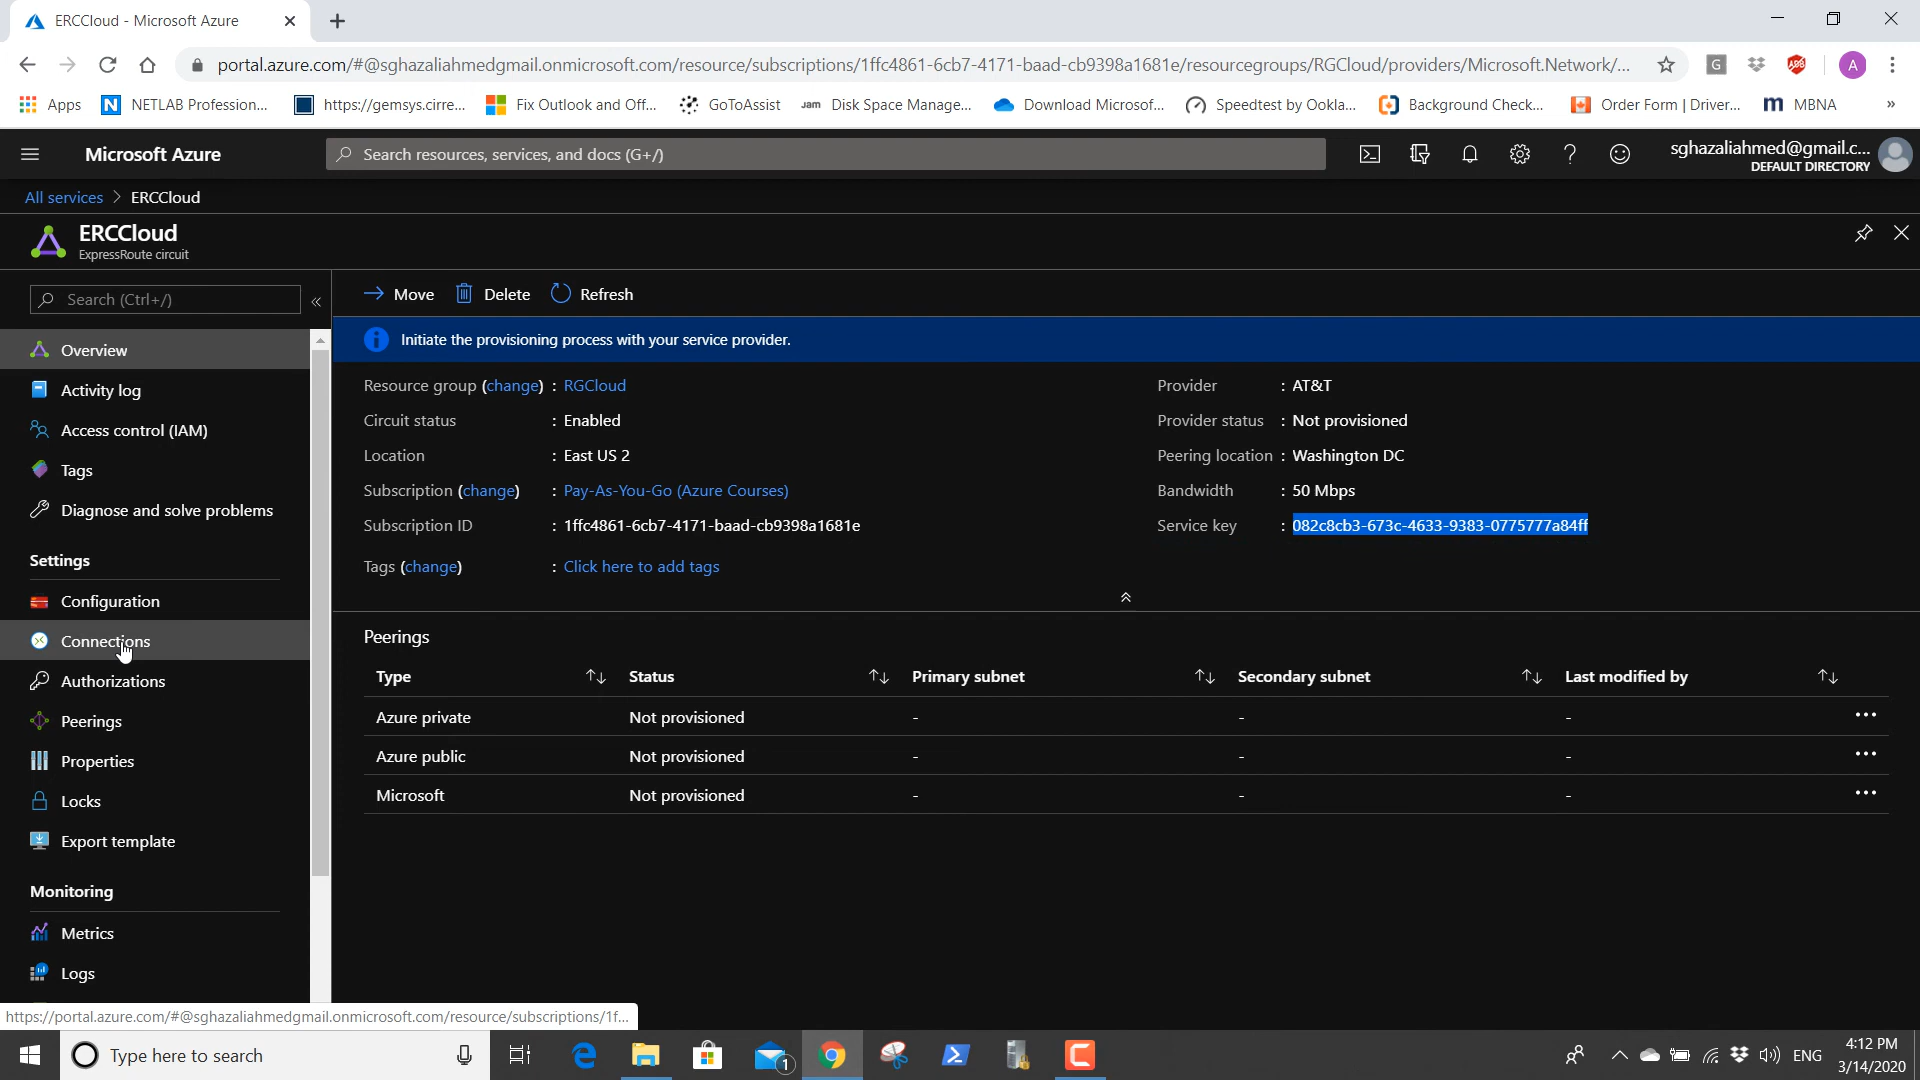 ERCCloud - Microsoft Azure
portal.azure.com/#@sghazaliahmedgmail.onmicrosoft.com/resource/subscriptions/1ffc4861-6cb7-4171-baad-cb9398a1681e/resourcegroups/RGCloud/providers/Microsoft.Network/...
G
ABP
A
Apps
N NETLAB Profession...
https://gemsys.cirre...
Fix Outlook and Off...
GoToAssist
Jam Disk Space Manage...
Download Microsof...
Speedtest by Ookla...
Background Check...
Order Form | Driver...
m MBNA
»
Microsoft Azure
Search resources, services, and docs (G+/)
sghazaliahmed@gmail.c...
DEFAULT DIRECTORY
All services > ERCCloud
ERCCloud
ExpressRoute circuit
Search (Ctrl+/)
«
Move
Delete
Refresh
Overview
Activity log
Access control (IAM)
Tags
Diagnose and solve problems
Settings
Configuration
Connections
Authorizations
Peerings
Properties
Locks
Export template
Monitoring
Metrics
Logs
Initiate the provisioning process with your service provider.
Resource group (change) : RGCloud
Circuit status : Enabled
Location : East US 2
Subscription (change) : Pay-As-You-Go (Azure Courses)
Subscription ID : 1ffc4861-6cb7-4171-baad-cb9398a1681e
Tags (change) : Click here to add tags
Provider : AT&T
Provider status : Not provisioned
Peering location : Washington DC
Bandwidth : 50 Mbps
Service key : 082c8cb3-673c-4633-9383-0775777a84ff
Peerings
Type Status Primary subnet Secondary subnet Last modified by
Azure private Not provisioned - - - ...
Azure public Not provisioned - - - ...
Microsoft Not provisioned - - - ...
https://portal.azure.com/#@sghazaliahmedgmail.onmicrosoft.com/resource/subscriptions/1f...
Type here to search
1
ENG
4:12 PM
3/14/2020